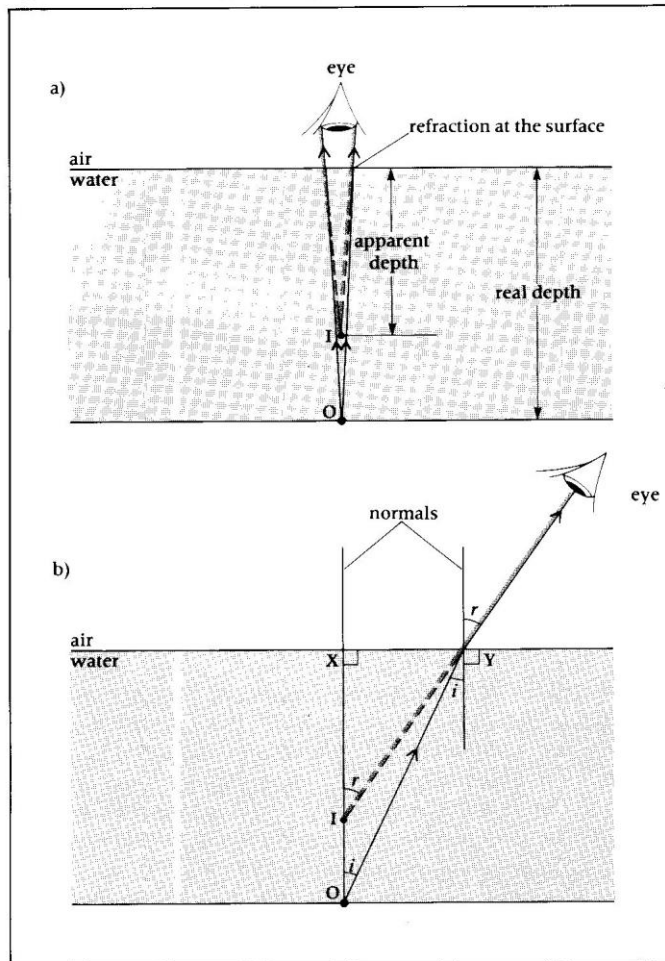 a)
eye
refraction at the surface
air
water
apparent
depth
real depth
I
O
eye
normals
b)
r
air
water
X
Y
i
r
I
i
O